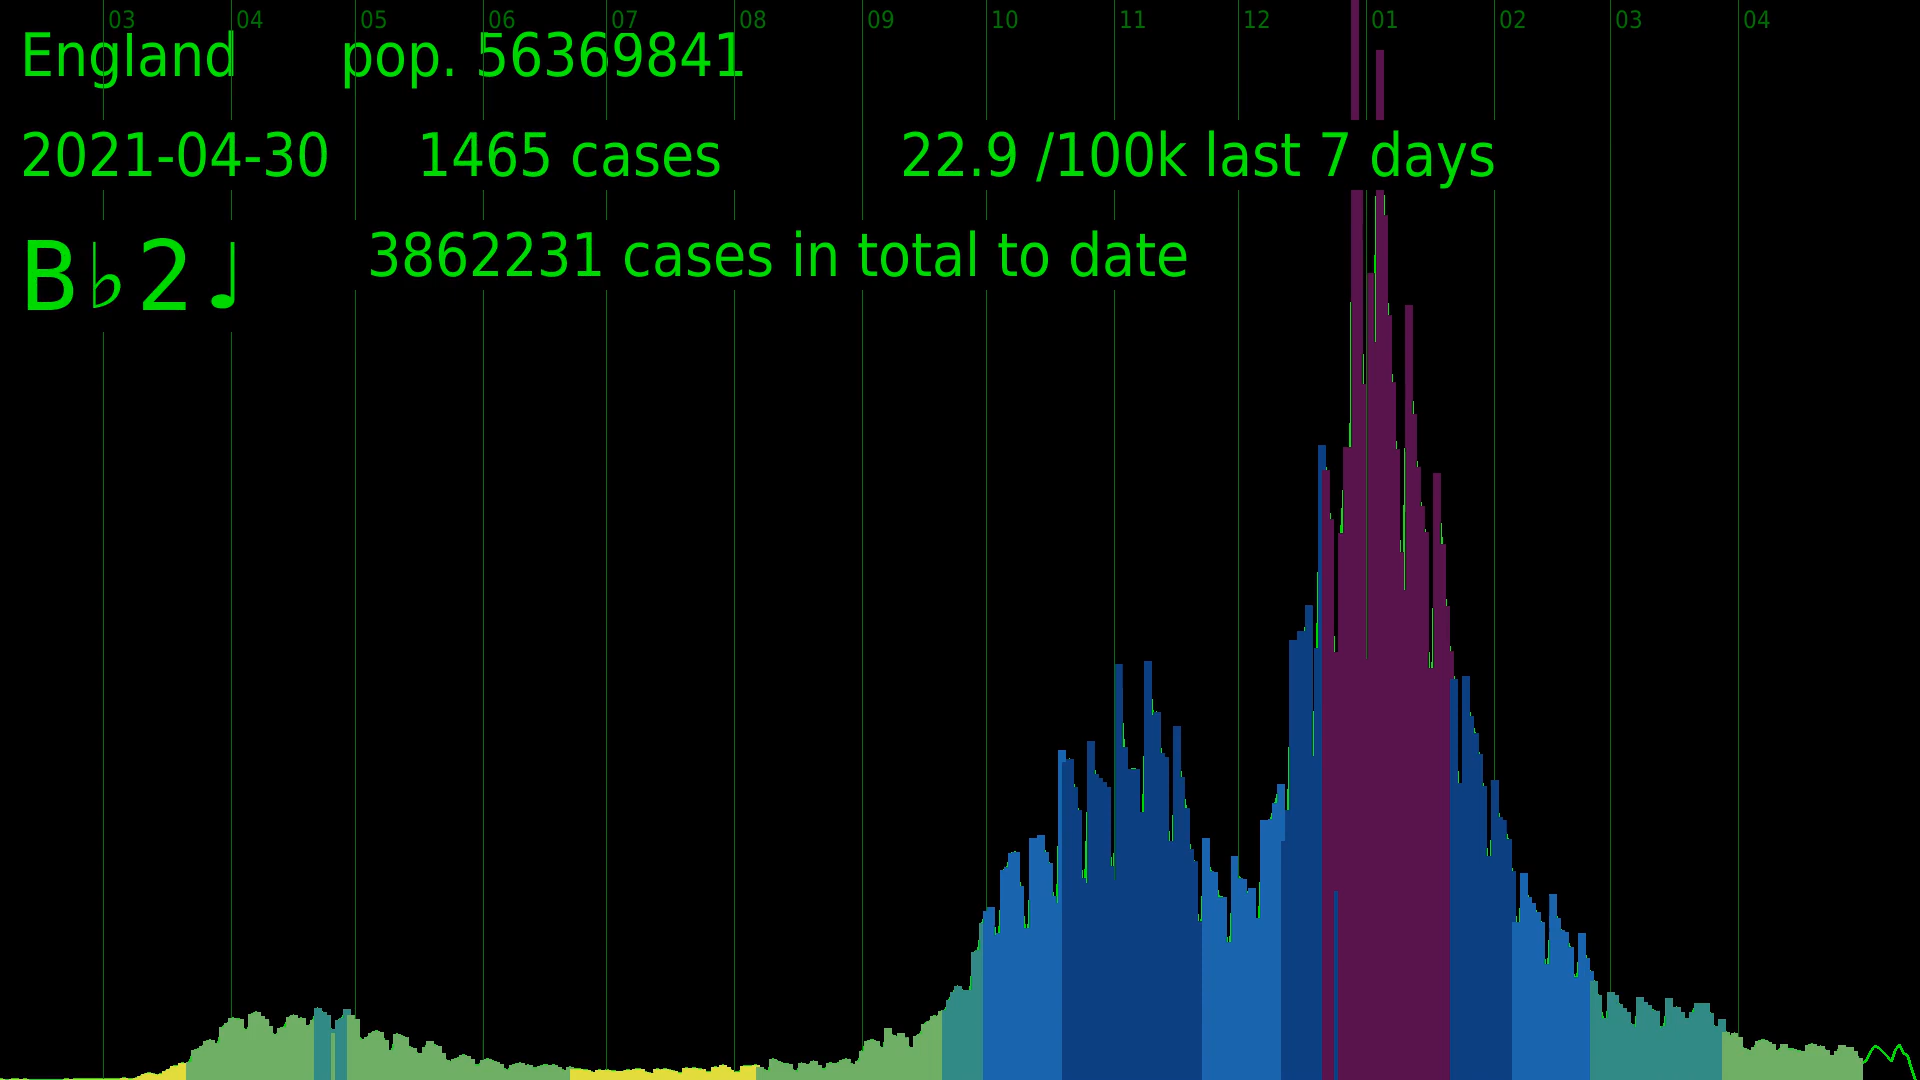 03 04 05 06 07 08 09 10 11 12 01 02 03 04
England pop. 56369841
2021-04-30 1465 cases 22.9 /100k last 7 days
B♭2♩ 3862231 cases in total to date